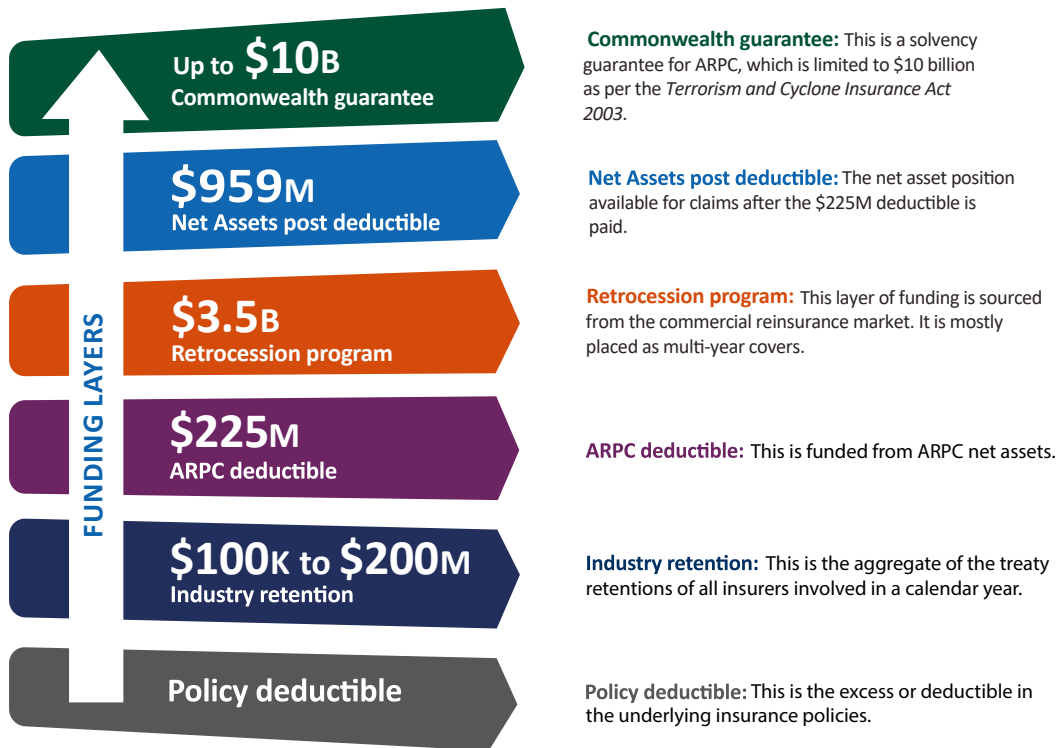 Up to $10B
Commonwealth guarantee
Commonwealth guarantee: This is a solvency
guarantee for ARPC, which is limited to $10 billion
as per the Terrorism and Cyclone Insurance Act
2003.
$959M
Net Assets post deductible
Net Assets post deductible: The net asset position
available for claims after the $225M deductible is
paid.
$3.5B
Retrocession program
Retrocession program: This layer of funding is sourced
from the commercial reinsurance market. It is mostly
placed as multi-year covers.
FUNDING LAYERS
$225M
ARPC deductible
ARPC deductible: This is funded from ARPC net assets.
$100K to $200M
Industry retention
Industry retention: This is the aggregate of the treaty
retentions of all insurers involved in a calendar year.
Policy deductible
Policy deductible: This is the excess or deductible in
the underlying insurance policies.